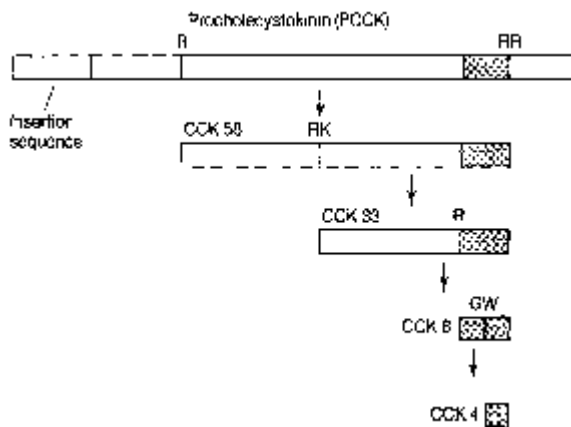 Procholecystokinin (PCCK)
R RR
Insertion
sequence
CCK 58 RK
CCK 33 R
GW
CCK 8
CCK 4